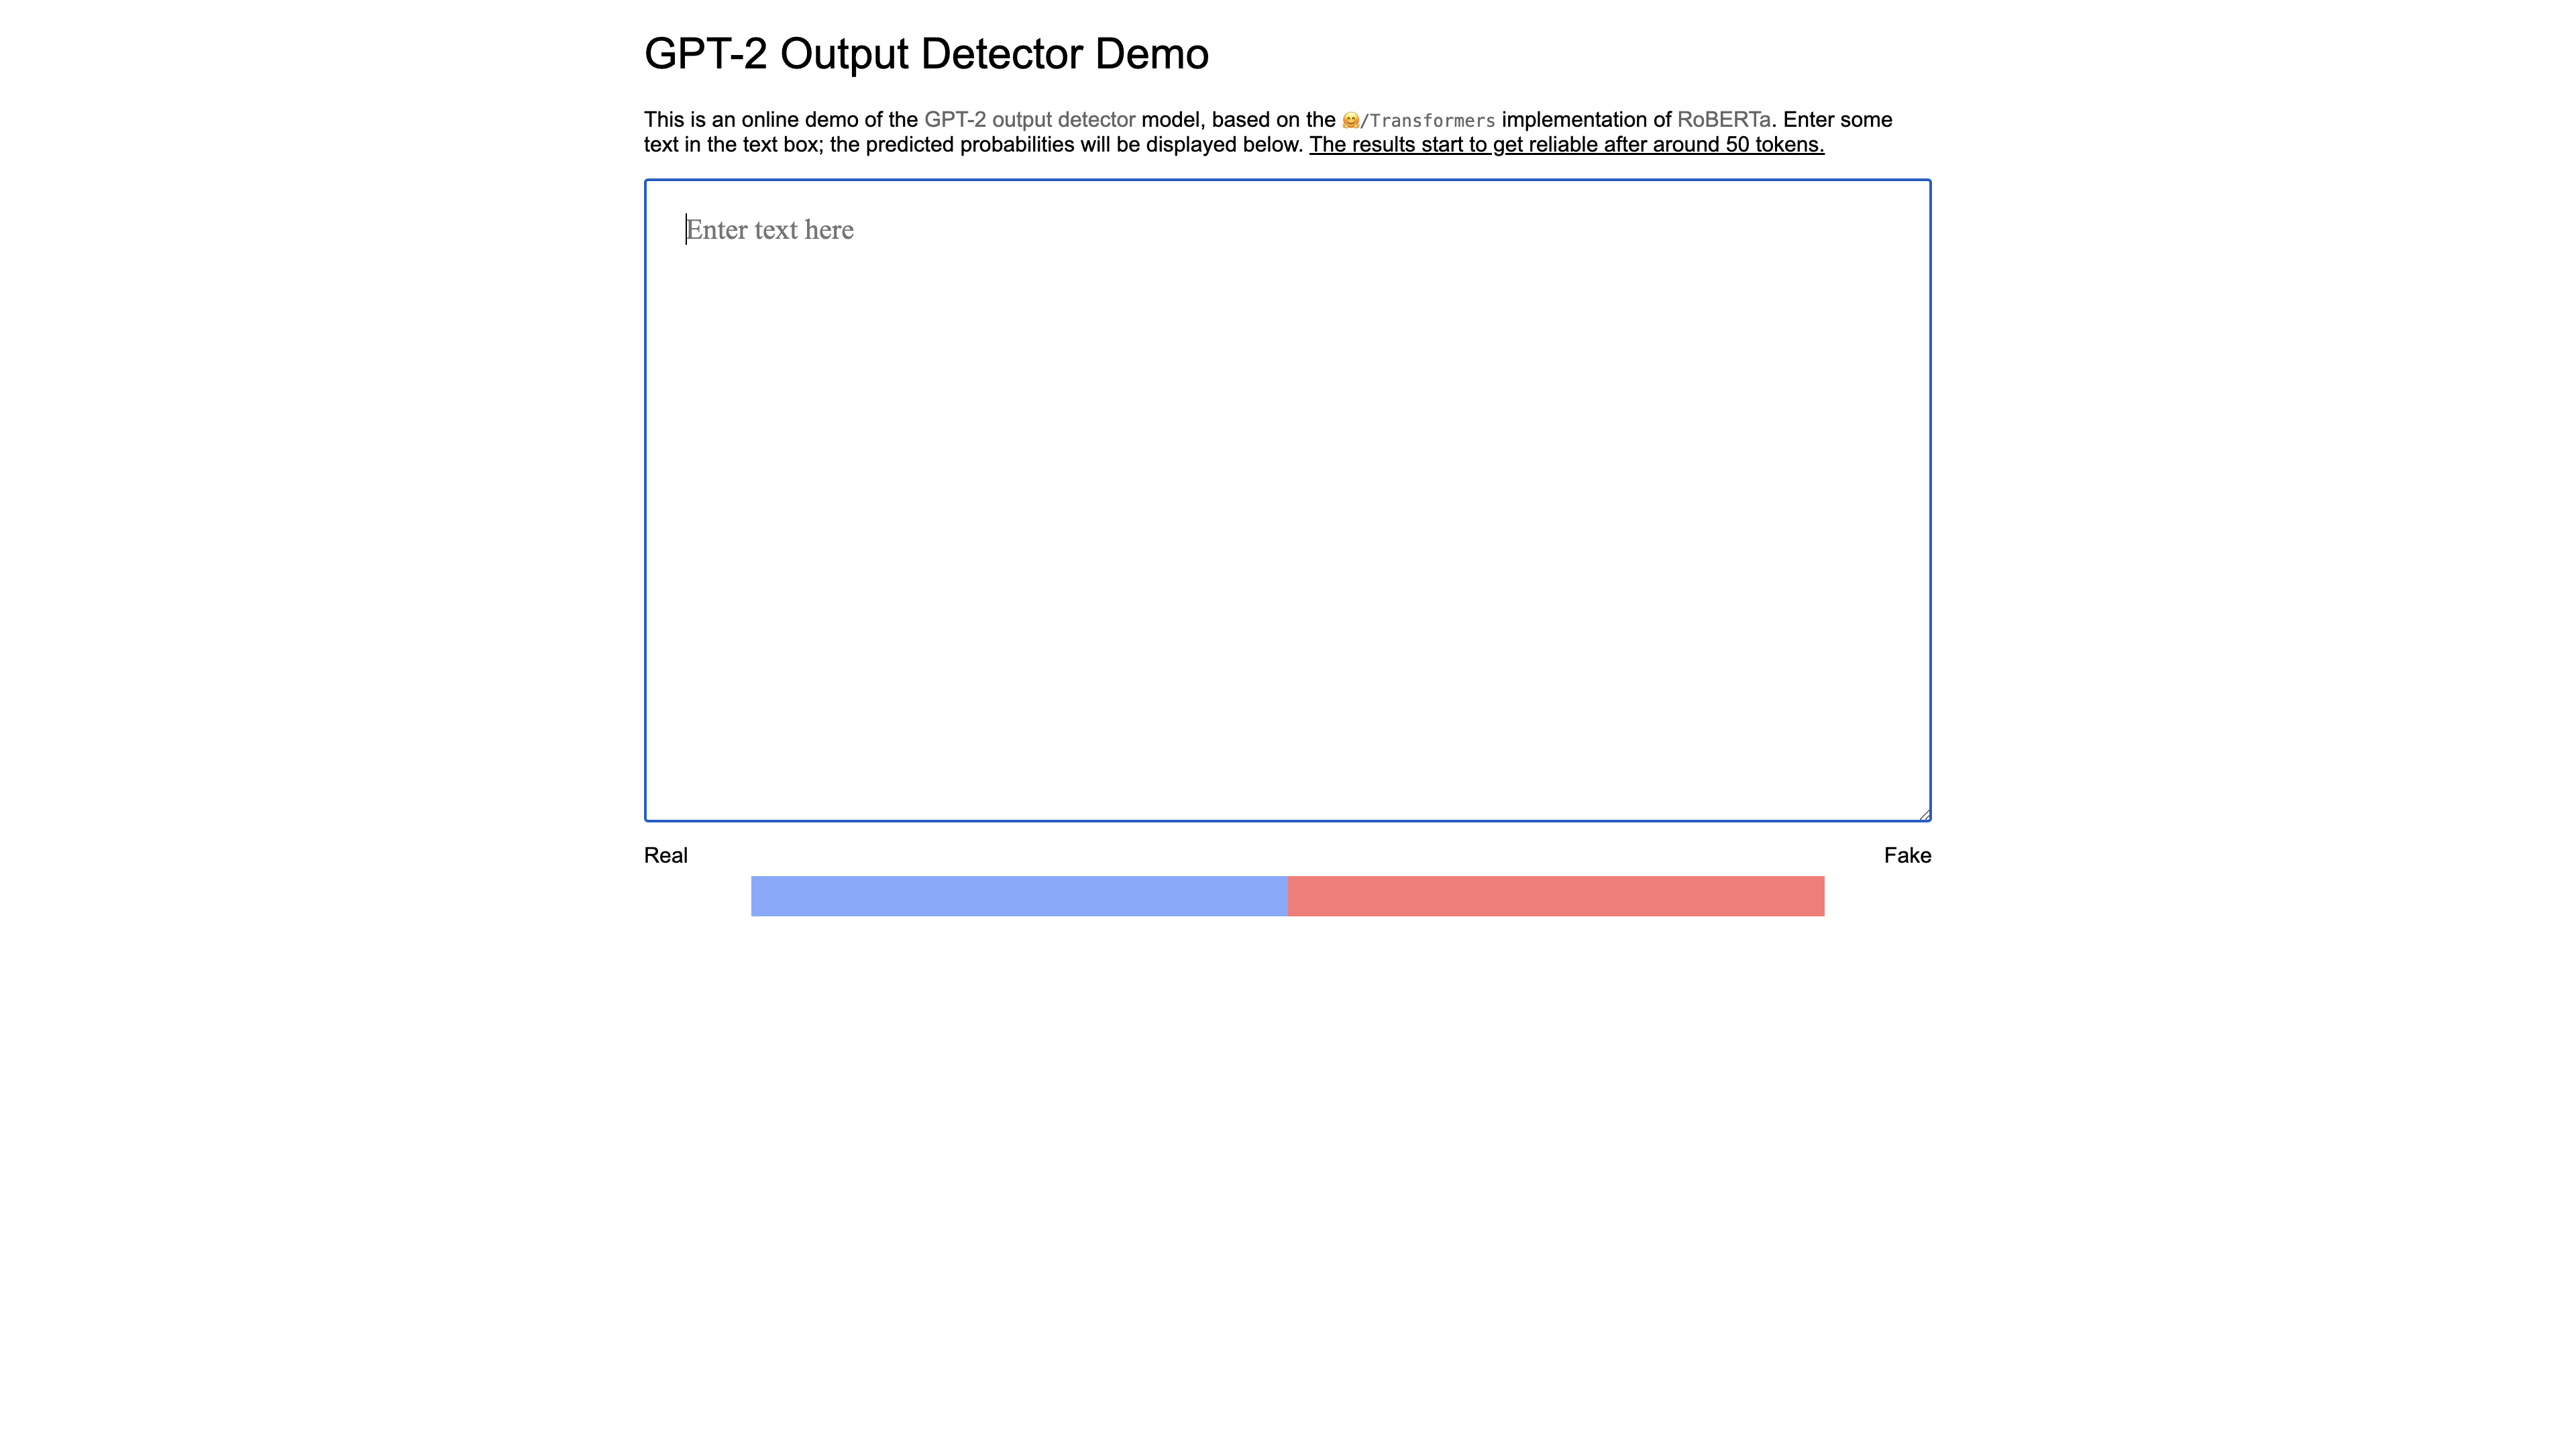 GPT-2 Output Detector Demo
This is an online demo of the GPT-2 output detector model, based on the 🤗/Transformers implementation of RoBERTa. Enter some
text in the text box; the predicted probabilities will be displayed below. The results start to get reliable after around 50 tokens.
Enter text here
Real Fake